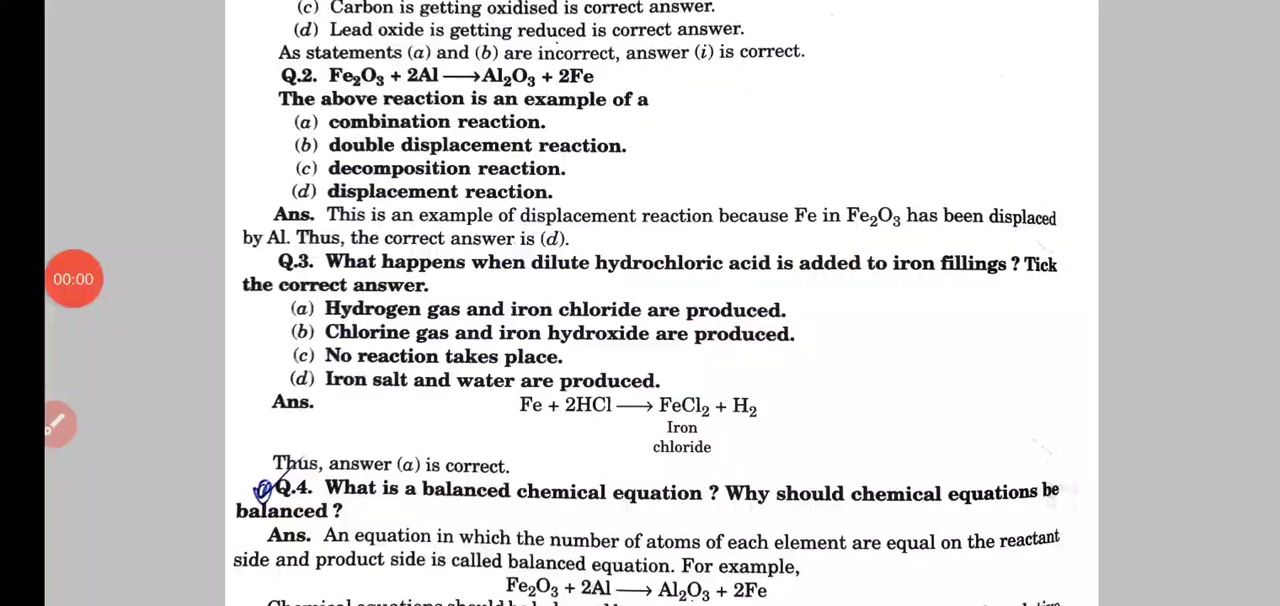 (c) Carbon is getting oxidised is correct answer.
(d) Lead oxide is getting reduced is correct answer.
As statements (a) and (b) are incorrect, answer (i) is correct.
Q.2. Fe₂O₃ + 2Al ⟶ Al₂O₃ + 2Fe
The above reaction is an example of a
(a) combination reaction.
(b) double displacement reaction.
(c) decomposition reaction.
(d) displacement reaction.
Ans. This is an example of displacement reaction because Fe in Fe₂O₃ has been displaced
by Al. Thus, the correct answer is (d).
Q.3. What happens when dilute hydrochloric acid is added to iron fillings ? Tick
the correct answer.
(a) Hydrogen gas and iron chloride are produced.
(b) Chlorine gas and iron hydroxide are produced.
(c) No reaction takes place.
(d) Iron salt and water are produced.
Ans. Fe + 2HCl ⟶ FeCl₂ + H₂
Iron
chloride
Thus, answer (a) is correct.
Q.4. What is a balanced chemical equation ? Why should chemical equations be
balanced ?
Ans. An equation in which the number of atoms of each element are equal on the reactant
side and product side is called balanced equation. For example,
Fe₂O₃ + 2Al ⟶ Al₂O₃ + 2Fe
00:00